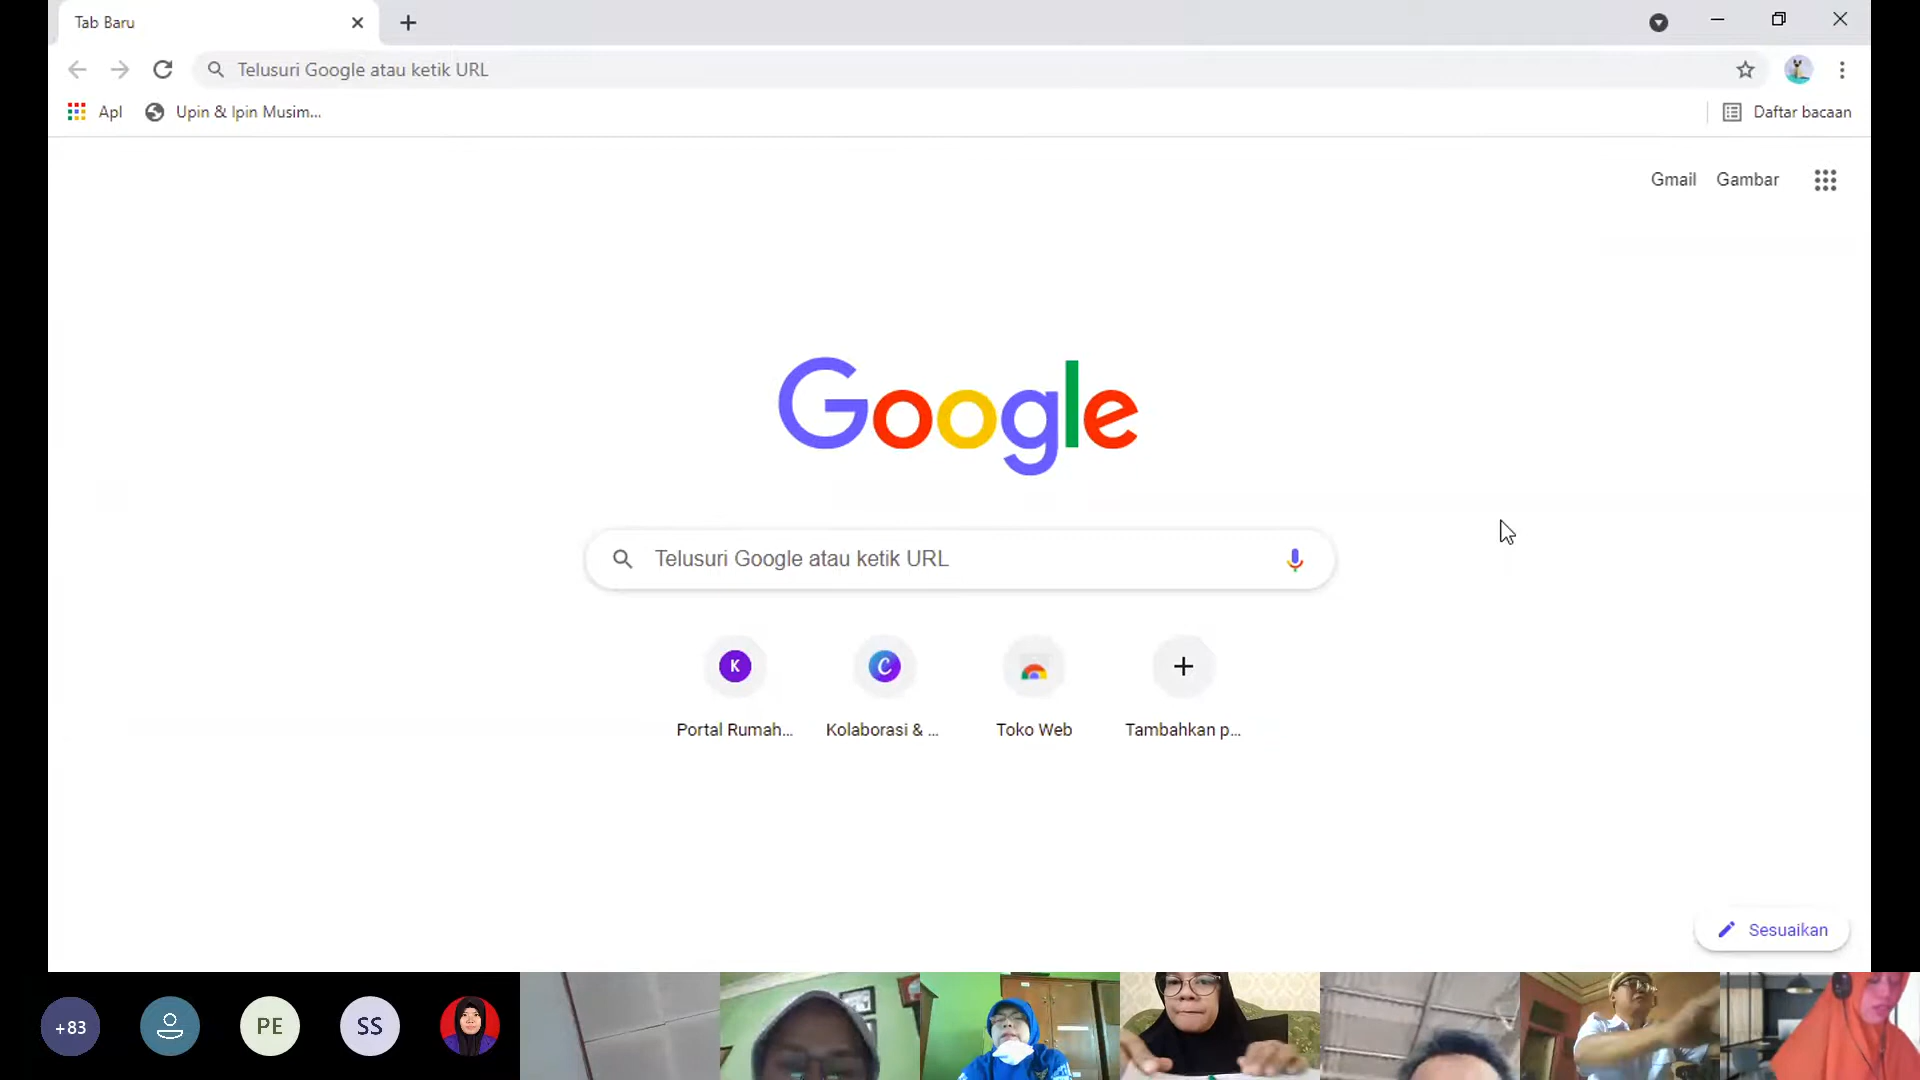 Tab Baru
Telusuri Google atau ketik URL
Apl Upin & Ipin Musim... Daftar bacaan
Gmail Gambar
Google
Telusuri Google atau ketik URL
K C
Portal Rumah... Kolaborasi & ... Toko Web Tambahkan p...
Sesuaikan
+83 PE SS